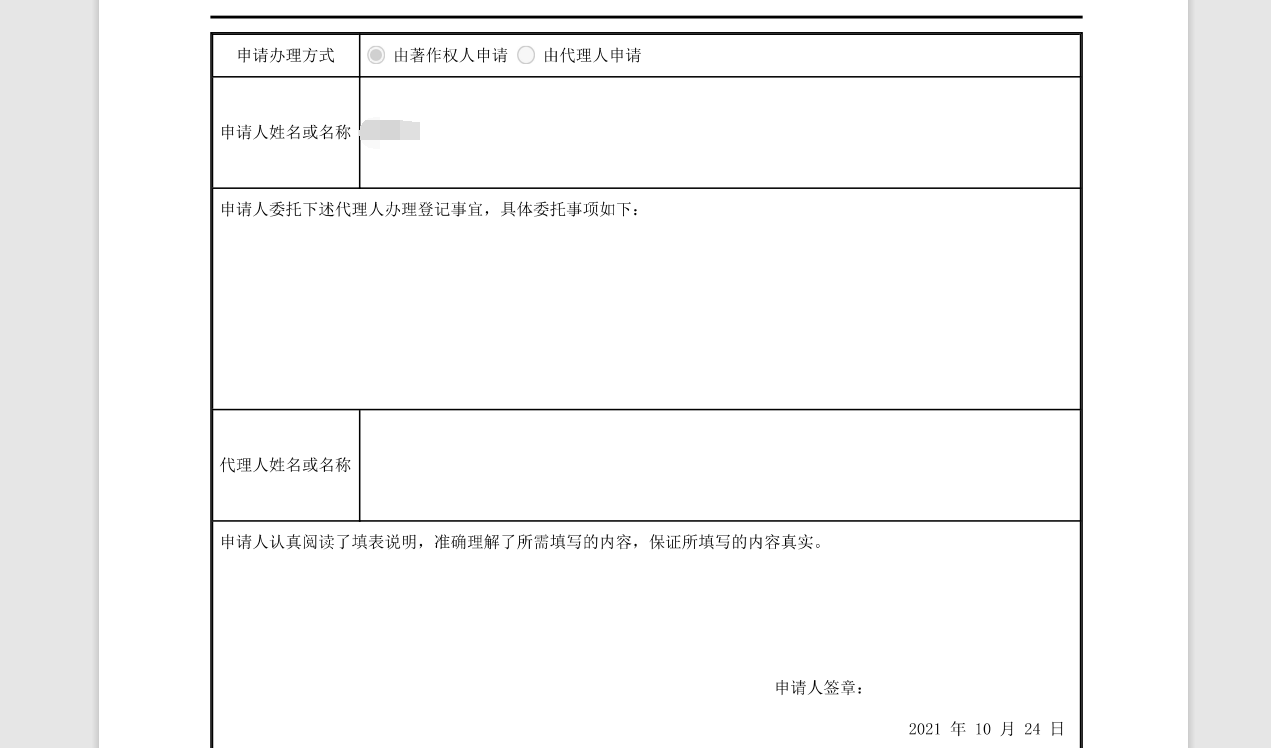 申请办理方式 由著作权人申请 由代理人申请
申请人姓名或名称
申请人委托下述代理人办理登记事宜，具体委托事项如下：
代理人姓名或名称
申请人认真阅读了填表说明，准确理解了所需填写的内容，保证所填写的内容真实。
申请人签章：
2021 年 10 月 24 日